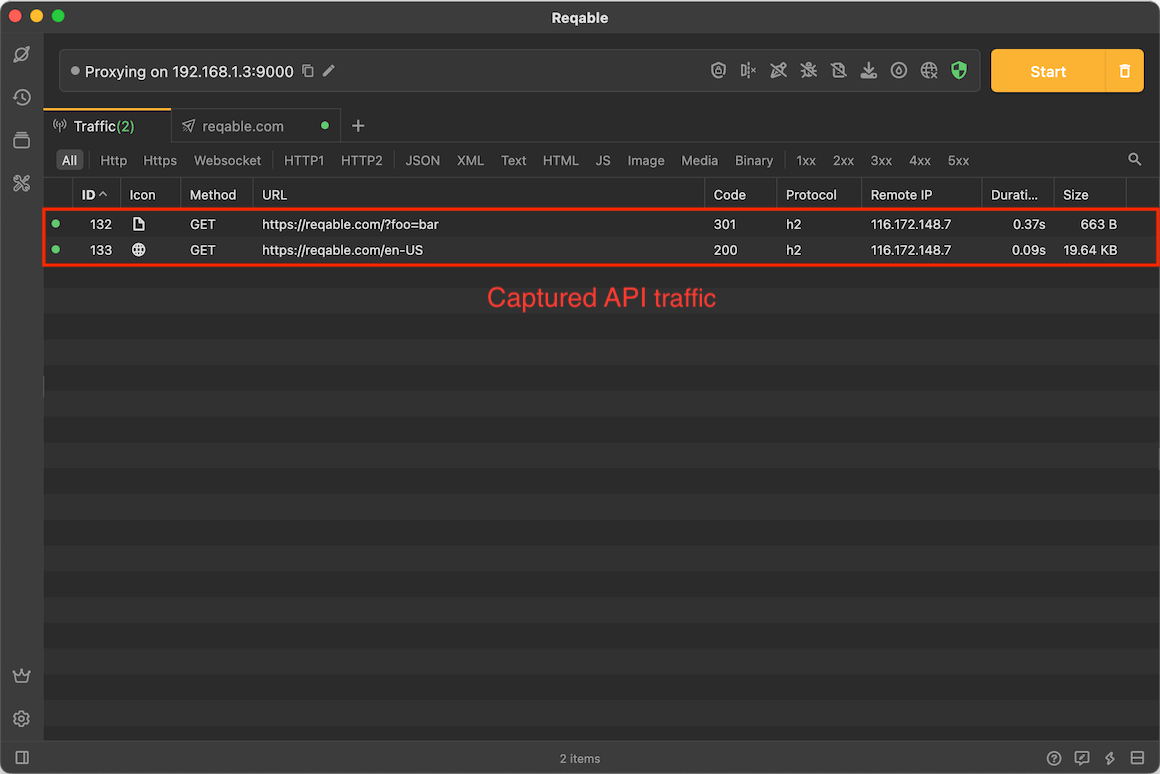 Reqable
Proxying on 192.168.1.3:9000
Start
Traffic(2)
reqable.com
All Http Https Websocket HTTP1 HTTP2 JSON XML Text HTML JS Image Media Binary 1xx 2xx 3xx 4xx 5xx
ID Icon Method URL Code Protocol Remote IP Durati... Size
132 GET https://reqable.com/?foo=bar 301 h2 116.172.148.7 0.37s 663 B
133 GET https://reqable.com/en-US 200 h2 116.172.148.7 0.09s 19.64 KB
Captured API traffic
2 items